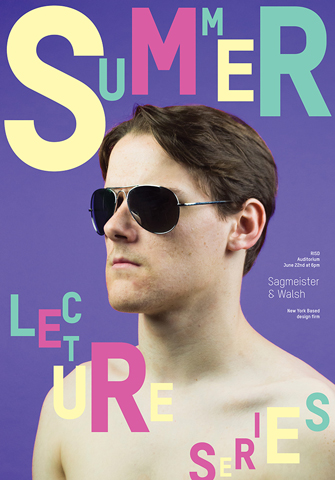 SUMMER
RISD
Auditorium
June 22nd at 6pm
Sagmeister
& Walsh
New York Based
design firm
LECTURE
SERIES